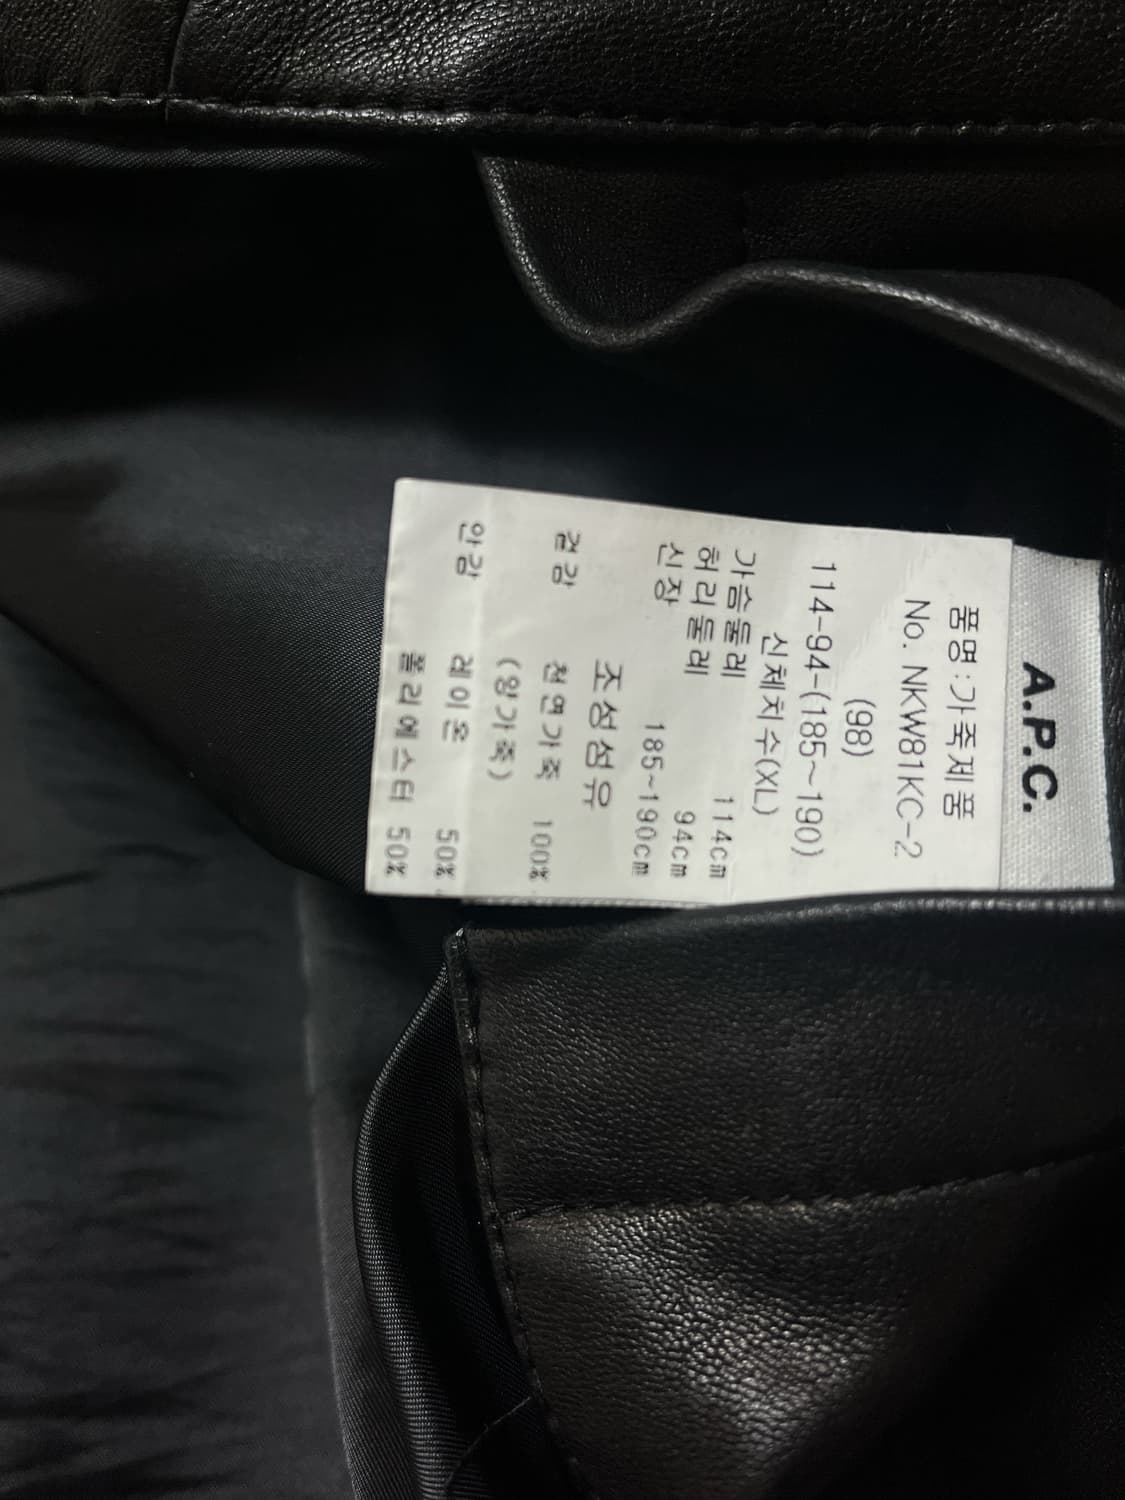 A.P.C.
품명:가죽제품
No. NKW81KC-2
(98)
114-94-(185~190)
신체치수(XL)
가슴둘레 114cm
허리둘레 94cm
신장 185~190cm
조성섬유
겉감 천연가죽 100%
(양가죽)
안감 레이온 50%
폴리에스터 50%